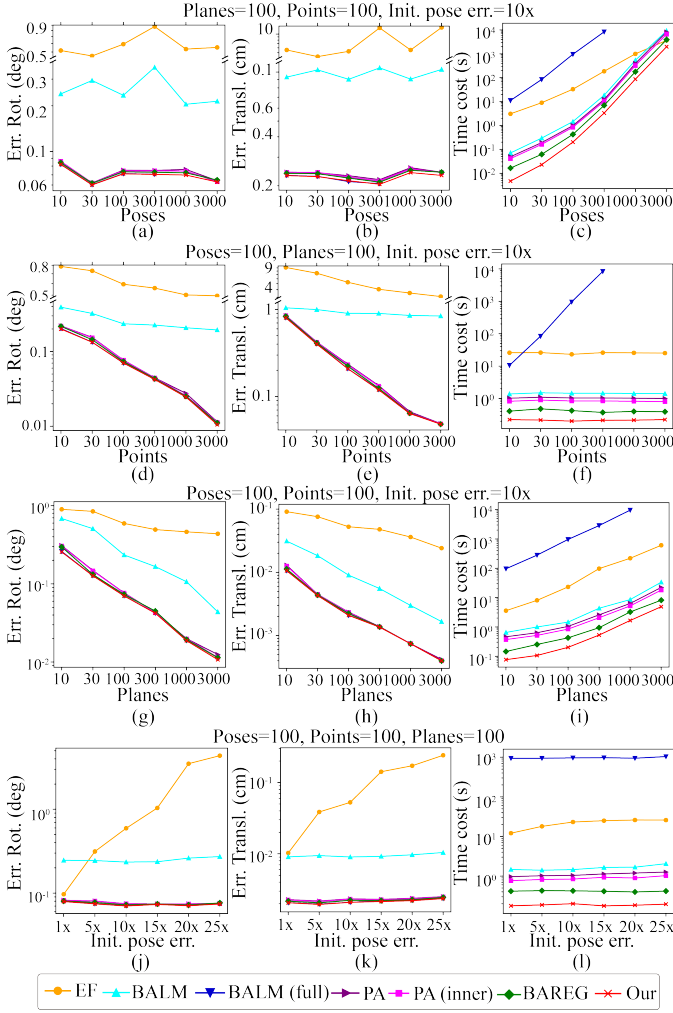 Planes=100, Points=100, Init. pose err.=10x
Err. Rot. (deg)
0.9
0.6
0.3
0.2
0.1
0.06
10 30 100 300 1000 3000
Poses
(a)
Err. Transl. (cm)
10
0.1
0.6
0.4
0.2
10 30 100 300 1000 3000
Poses
(b)
Time cost (s)
10⁴
10³
10²
10¹
10⁰
10⁻¹
10⁻²
10 30 100 300 1000 3000
Poses
(c)
Poses=100, Planes=100, Init. pose err.=10x
Err. Rot. (deg)
0.8
0.5
0.1
0.01
10 30 100 300 1000 3000
Points
(d)
Err. Transl. (cm)
9
4
1
0.1
10 30 100 300 1000 3000
Points
(e)
Time cost (s)
10⁴
10³
10²
10¹
10⁰
10⁻¹
10 30 100 300 1000 3000
Points
(f)
Poses=100, Points=100, Init. pose err.=10x
Err. Rot. (deg)
10⁰
10⁻¹
10⁻²
10 30 100 300 1000 3000
Planes
(g)
Err. Transl. (cm)
10⁻¹
10⁻²
10⁻³
10 30 100 300 1000 3000
Planes
(h)
Time cost (s)
10⁴
10³
10²
10¹
10⁰
10⁻¹
10 30 100 300 1000 3000
Planes
(i)
Poses=100, Points=100, Planes=100
Err. Rot. (deg)
10⁰
10⁻¹
1x 5x 10x 15x 20x 25x
Init. pose err.
(j)
Err. Transl. (cm)
10⁻¹
10⁻²
1x 5x 10x 15x 20x 25x
Init. pose err.
(k)
Time cost (s)
10³
10²
10¹
10⁰
1x 5x 10x 15x 20x 25x
Init. pose err.
(l)
EF BALM BALM (full) PA PA (inner) BAREG Our